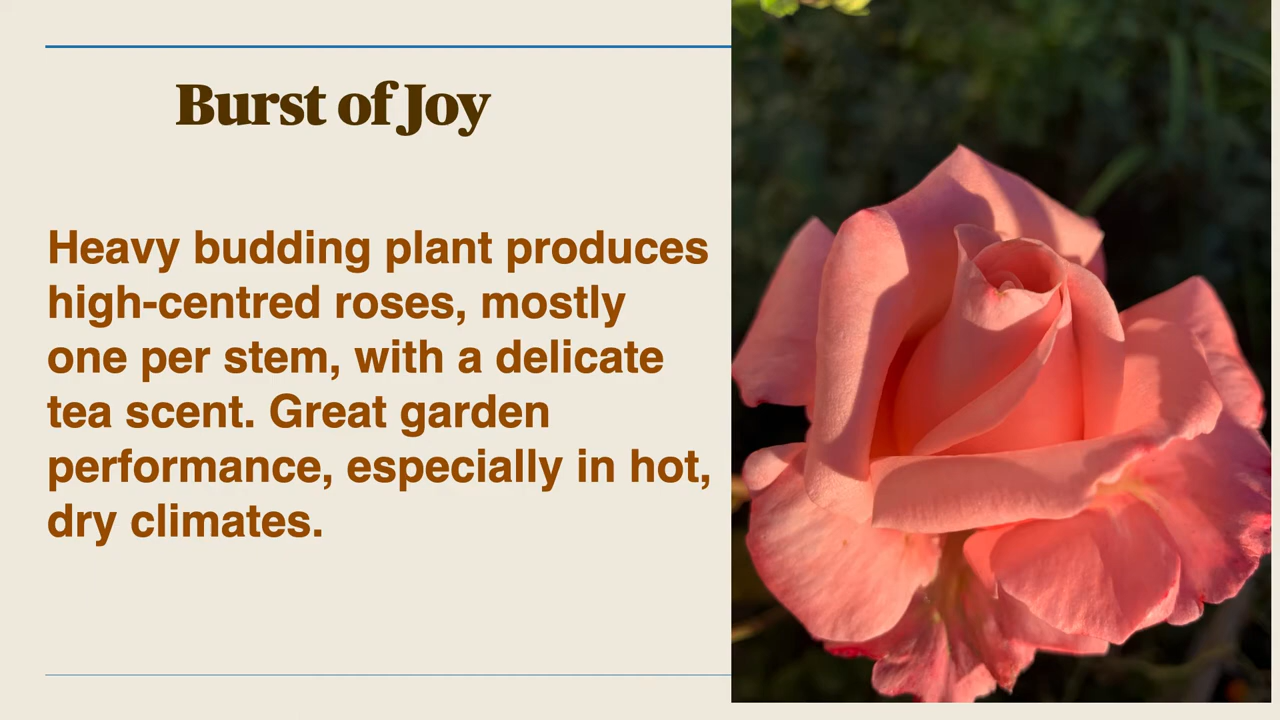 Burst of Joy
Heavy budding plant produces
high-centred roses, mostly
one per stem, with a delicate
tea scent. Great garden
performance, especially in hot,
dry climates.